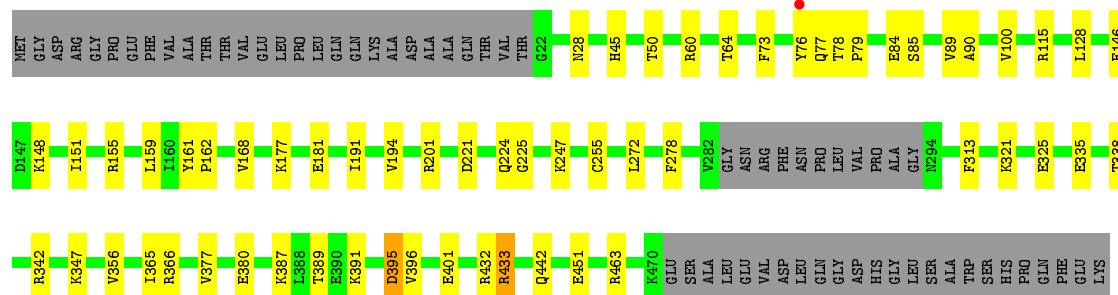 MET GLY ASP ARG GLY PRO GLU PHE VAL ALA THR THR VAL GLU LEU PRO LEU GLN GLN LYS ALA ASP ALA ALA ALA GLN THR VAL THR G22 N28 H45 T50 R60 T64 F73 Y76 Q77 T78 P79 E84 S85 V89 A90 V100 R115 L128
D147 K148 I151 R155 L159 I160 Y161 P162 V168 K177 E181 I191 V194 R201 D221 Q224 G225 K247 C255 L272 F278 V282 GLY ASN ARG PHE ASN PRO LEU VAL PRO ALA GLY N294 F313 K321 E325 E335
R342 K347 V356 I365 R366 V377 E380 K387 L388 T389 E390 K391 D395 V396 E401 R432 R433 Q442 E451 R463 K470 GLU SER ALA LEU GLU VAL ASP LEU GLN GLY ASP HIS GLY LEU SER ALA TRP SER HIS PRO GLN PHE GLU LYS